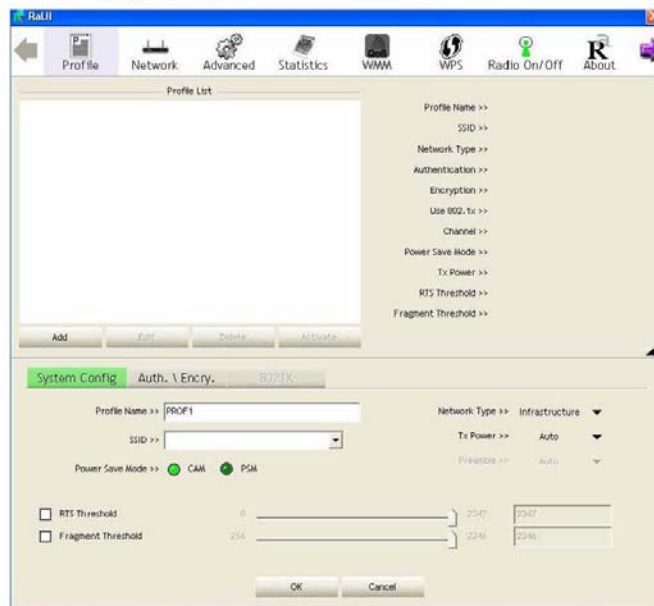 RaUI
Profile Network Advanced Statistics WMM WPS Radio On/Off About
QoS
Profile List
Profile Name >>
SSID >>
Network Type >>
Authentication >>
Encryption >>
Use 802.1x >>
Channel >>
Power Save Mode >>
Tx Power >>
RTS Threshold >>
Fragment Threshold >>
Add Edit Delete Activate
System Config Auth. \ Encry. 8021X
Profile Name >> PROF1 Network Type >> Infrastructure
SSID >> Tx Power >> Auto
Power Save Mode >> CAM PSM Preamble >> Auto
RTS Threshold 0 2347 2347
Fragment Threshold 256 2346 2346
OK Cancel